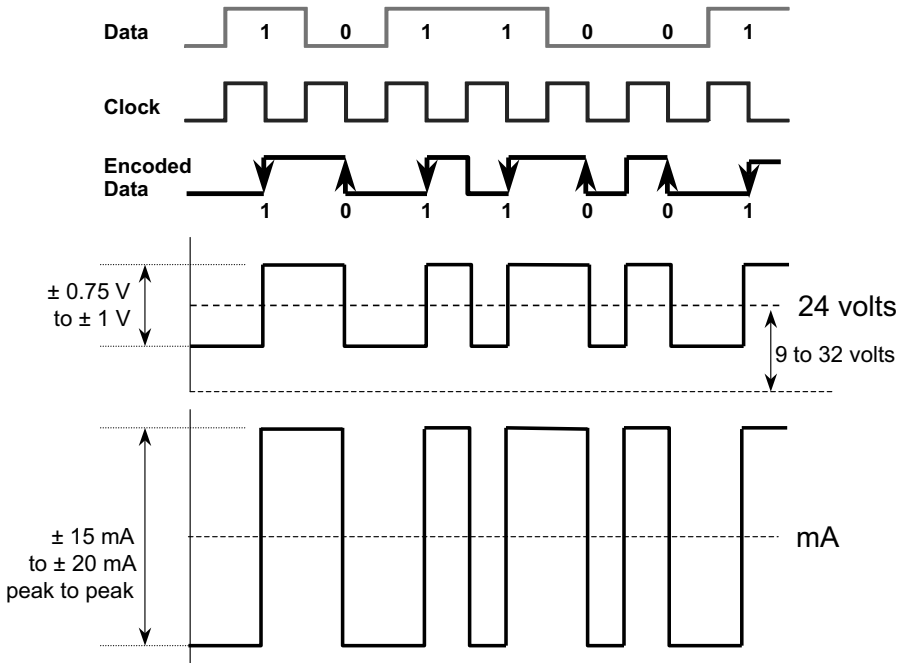 Data 1 0 1 1 0 0 1
Clock
Encoded
Data
1 0 1 1 0 0 1
± 0.75 V
to ± 1 V
24 volts
9 to 32 volts
± 15 mA
to ± 20 mA
peak to peak
mA